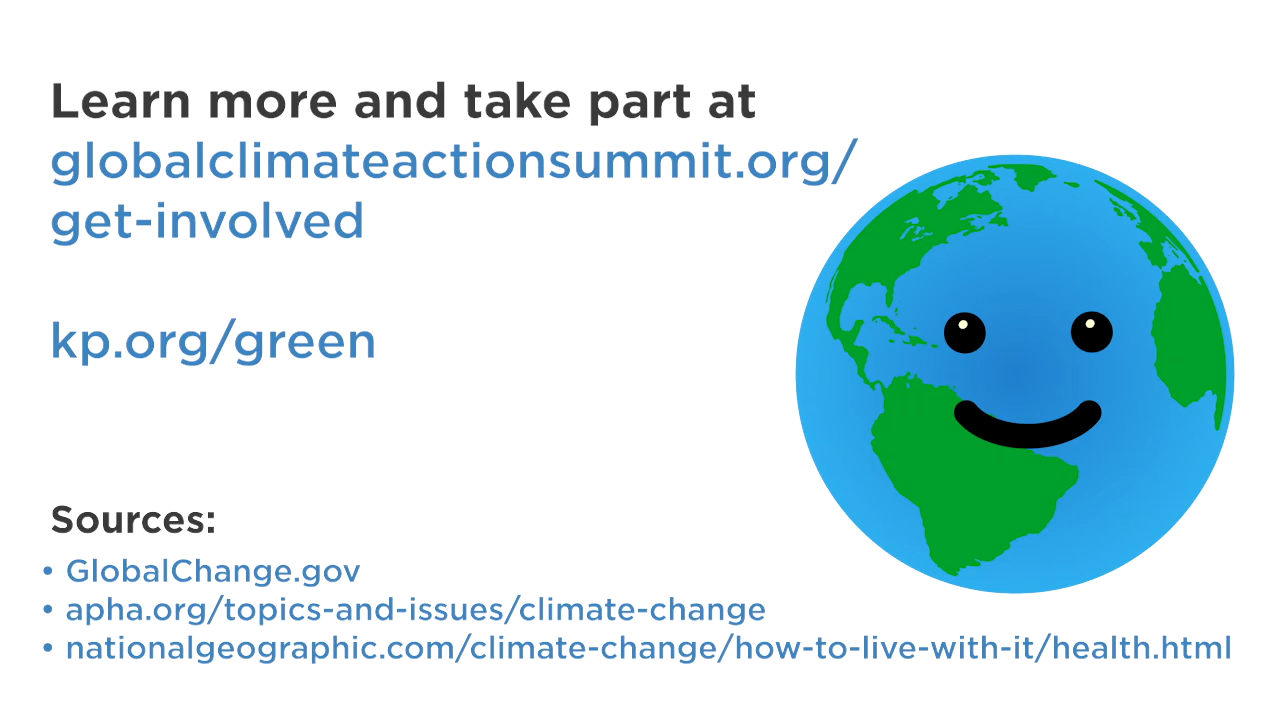 Learn more and take part at
globalclimateactionsummit.org/
get-involved
kp.org/green
Sources:
• GlobalChange.gov
• apha.org/topics-and-issues/climate-change
• nationalgeographic.com/climate-change/how-to-live-with-it/health.html